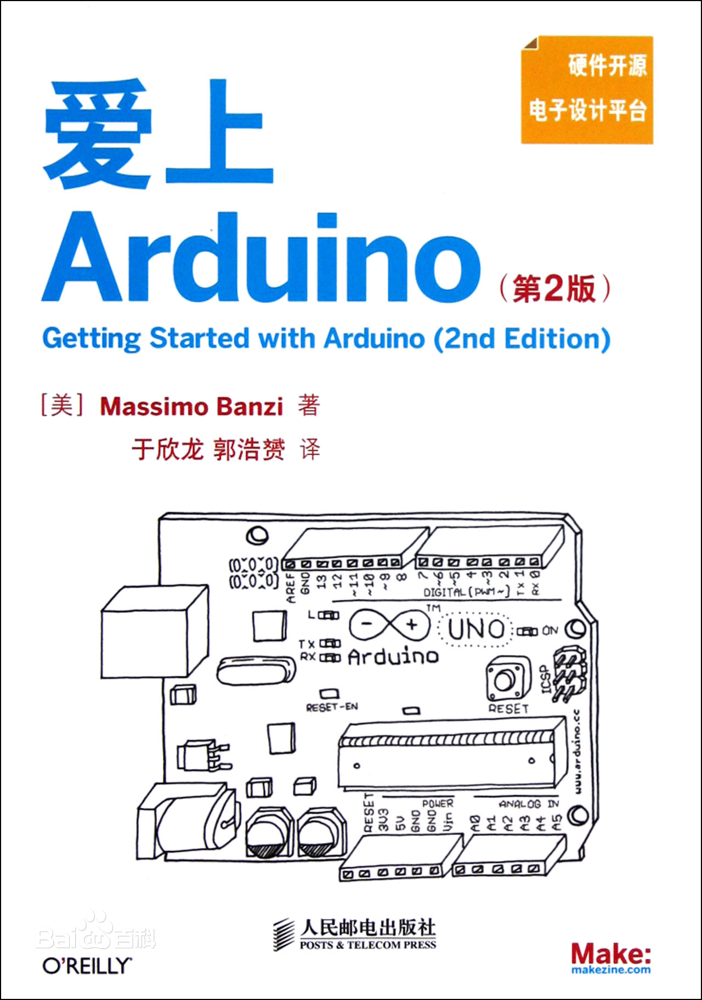 硬件开源
电子设计平台
爱上
Arduino
（第2版）
Getting Started with Arduino (2nd Edition)
[美] Massimo Banzi 著
于欣龙 郭浩赟 译
AREF
GND
13
12
~11
~10
~9
8
7
~6
~5
4
~3
2
TX 1
RX 0
DIGITAL (PWM~)
L
TX
RX
- +
TM
UNO
ON
Arduino
ICSP
RESET-EN
RESET
www.arduino.cc
POWER
ANALOG IN
RESET
3V3
5V
GND
GND
Vin
A0
A1
A2
A3
A4
A5
Bai百科
人民邮电出版社
POSTS & TELECOM PRESS
O'REILLY
Make:
makezine.com